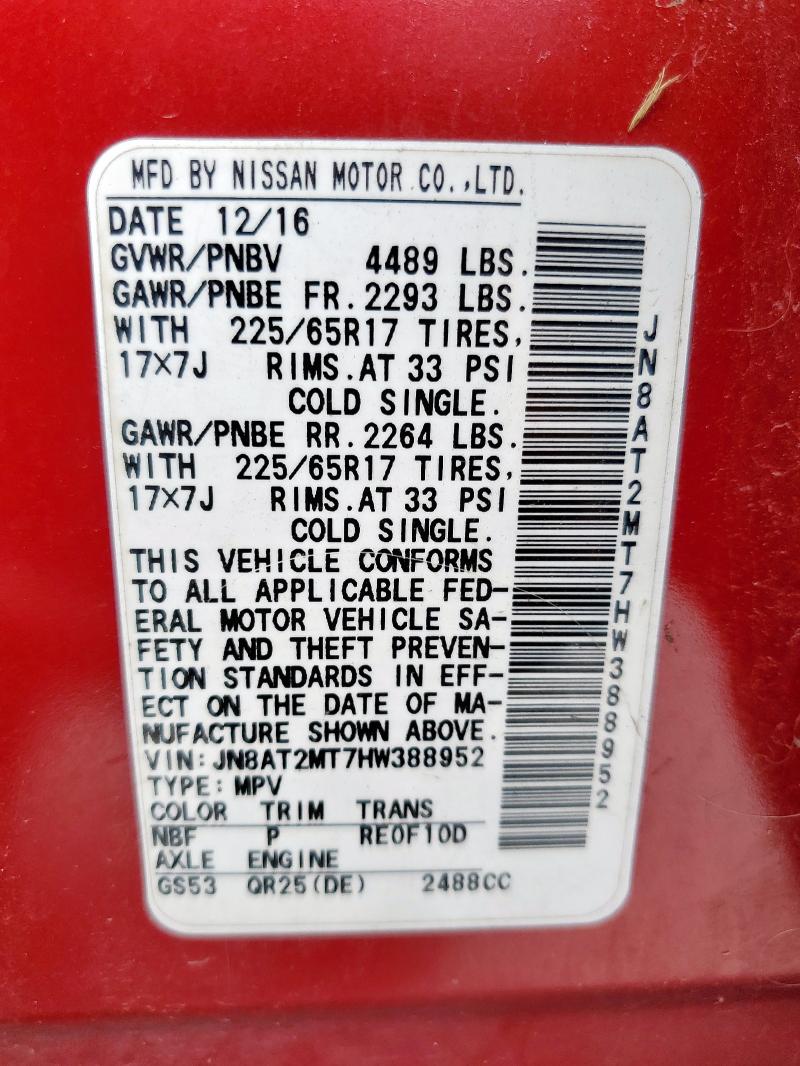 MFD BY NISSAN MOTOR CO.,LTD.
DATE 12/16
GVWR/PNBV 4489 LBS.
GAWR/PNBE FR.2293 LBS.
WITH 225/65R17 TIRES,
17×7J RIMS.AT 33 PSI
COLD SINGLE.
GAWR/PNBE RR.2264 LBS.
WITH 225/65R17 TIRES,
17×7J RIMS.AT 33 PSI
COLD SINGLE.
THIS VEHICLE CONFORMS
TO ALL APPLICABLE FED-
ERAL MOTOR VEHICLE SA-
FETY AND THEFT PREVEN-
TION STANDARDS IN EFF-
ECT ON THE DATE OF MA-
NUFACTURE SHOWN ABOVE.
VIN:JN8AT2MT7HW388952
TYPE:MPV
COLOR TRIM TRANS
NBF P RE0F10D
AXLE ENGINE
GS53 QR25(DE) 2488CC
JN8AT2MT7HW388952